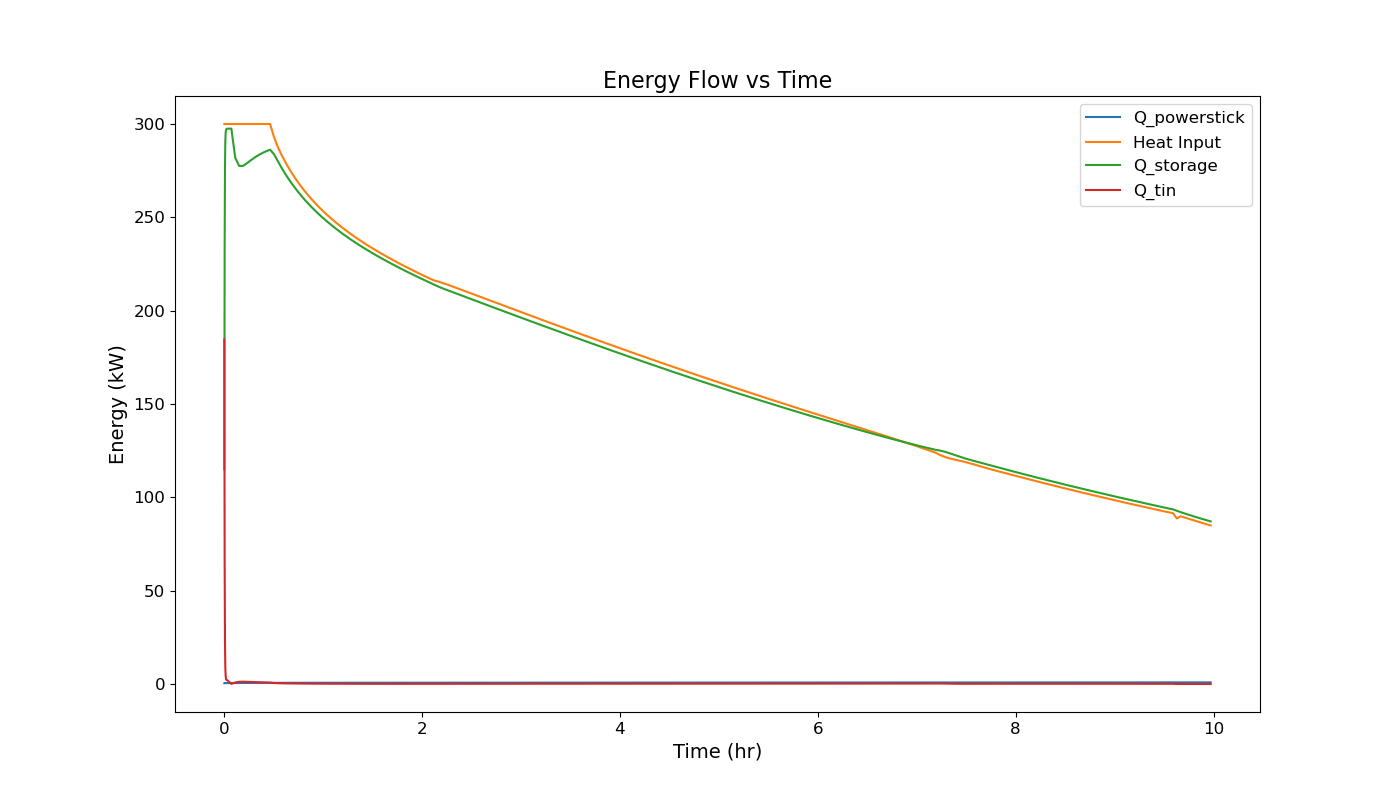 Energy Flow vs Time
Q_powerstick
Heat Input
Q_storage
Q_tin
Energy (kW)
300
250
200
150
100
50
0
0 2 4 6 8 10
Time (hr)